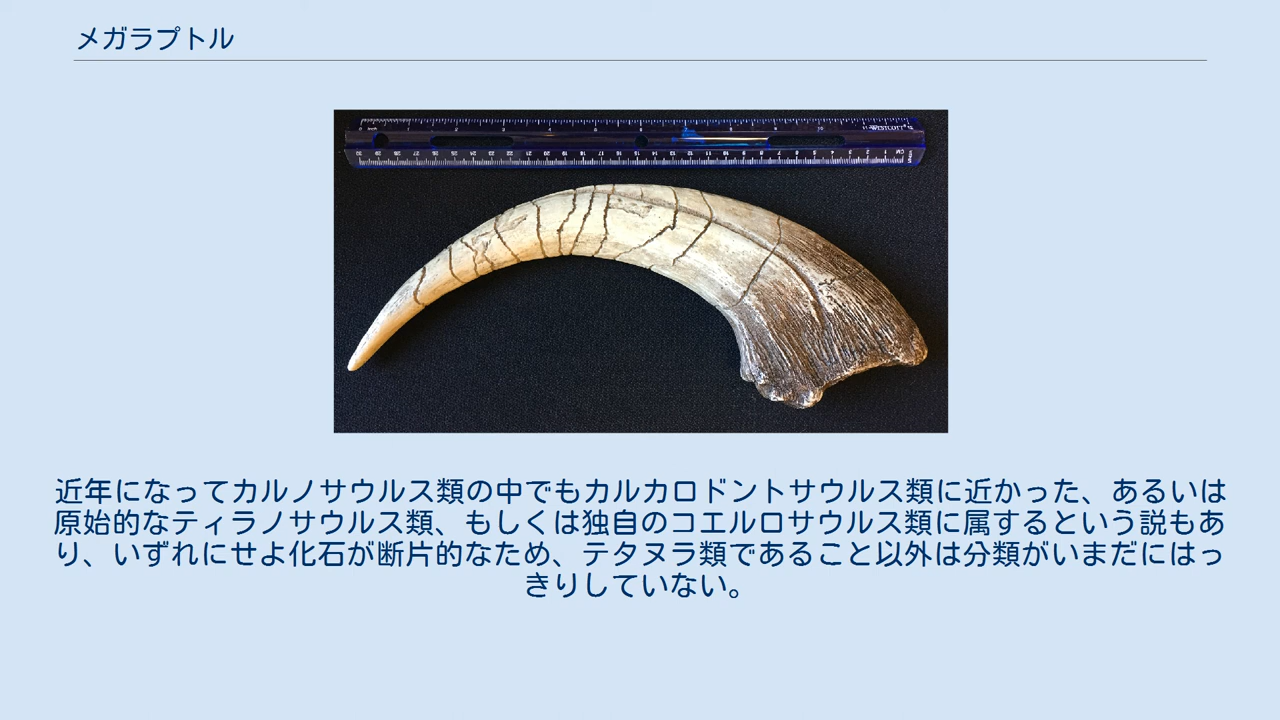 メガラプトル
WESTCOTT
近年になってカルノサウルス類の中でもカルカロドントサウルス類に近かった、あるいは
原始的なティラノサウルス類、もしくは独自のコエルロサウルス類に属するという説もあ
り、いずれにせよ化石が断片的なため、テタヌラ類であること以外は分類がいまだにはっ
きりしていない。